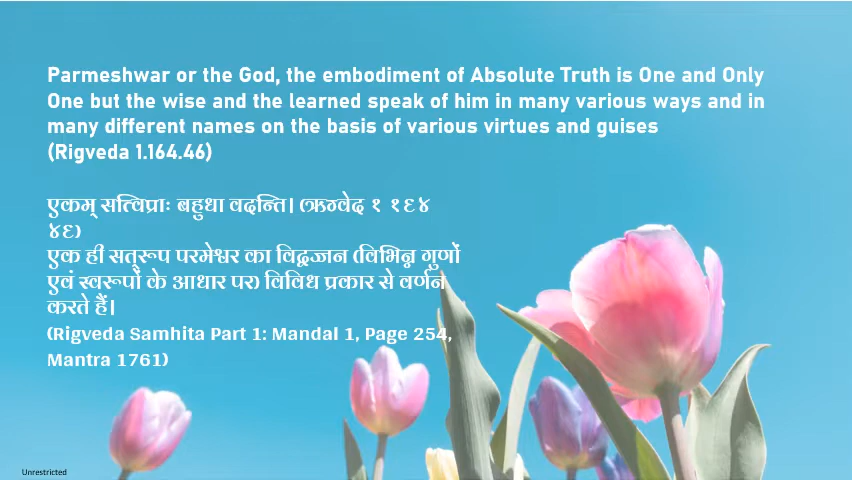 Parmeshwar or the God, the embodiment of Absolute Truth is One and Only
One but the wise and the learned speak of him in many various ways and in
many different names on the basis of various virtues and guises
(Rigveda 1.164.46)
एकम् सत्विप्राः बहुधा वदन्ति। (ऋग्वेद १ १६४
४६)
एक ही सत्रूप परमेश्वर का विद्वज्जन (विभिन्न गुणों
एवं स्वरूपों के आधार पर) विविध प्रकार से वर्णन
करते हैं।
(Rigveda Samhita Part 1: Mandal 1, Page 254,
Mantra 1761)
Unrestricted